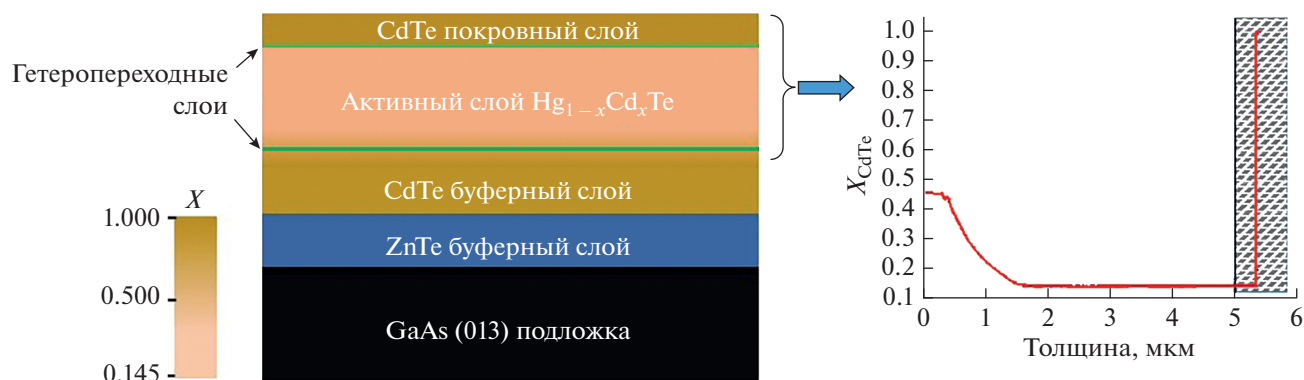 CdTe покровный слой
Гетеропереходные
слои
Активный слой Hg₁₋ₓCdₓTe
CdTe буферный слой
ZnTe буферный слой
GaAs (013) подложка
X
1.000
0.500
0.145
X_CdTe
1.0
0.9
0.8
0.7
0.6
0.5
0.4
0.3
0.2
0.1
0 1 2 3 4 5 6
Толщина, мкм